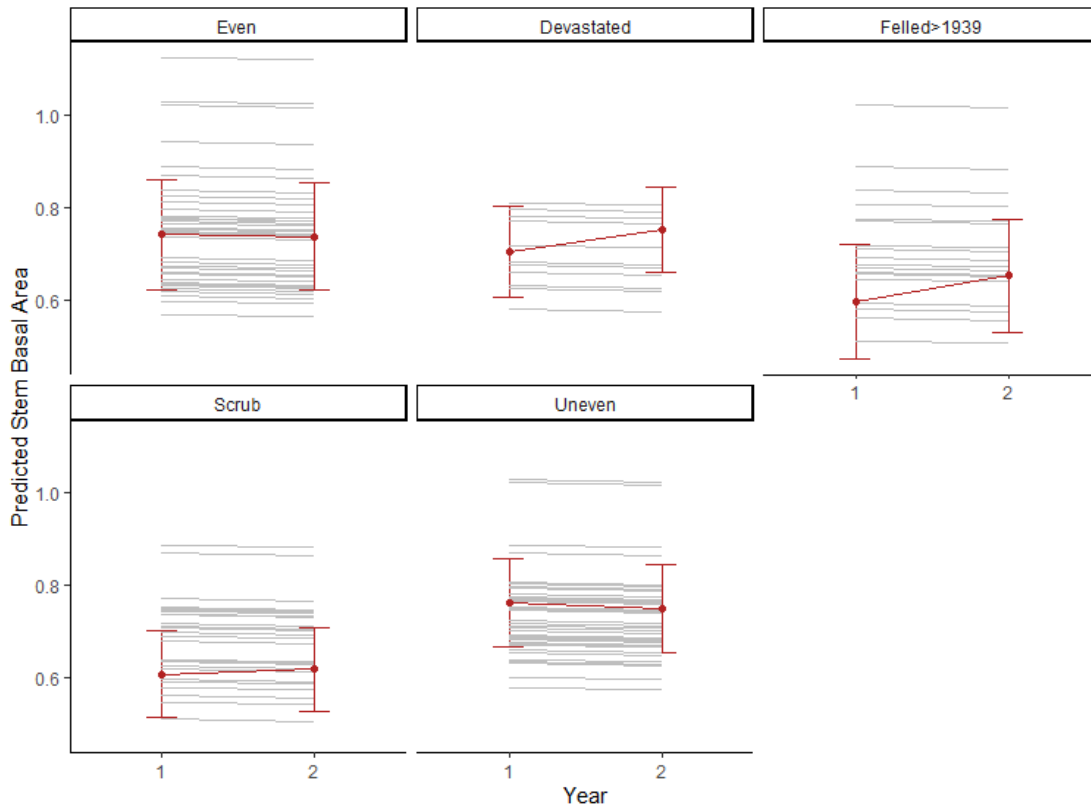 Even
Devastated
Felled>1939
1.0
0.8
0.6
1
2
Scrub
Uneven
1.0
0.8
0.6
1
2
1
2
Predicted Stem Basal Area
Year